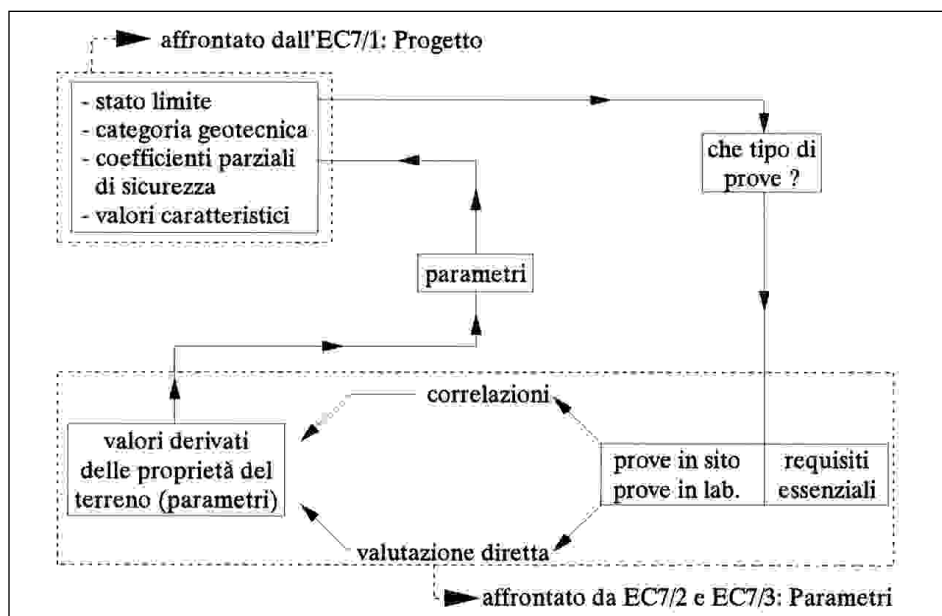 affrontato dall'EC7/1: Progetto
- stato limite
- categoria geotecnica
- coefficienti parziali
di sicurezza
- valori caratteristici
che tipo di
prove ?
parametri
correlazioni
valori derivati
delle proprietà del
terreno (parametri)
prove in sito
prove in lab.
requisiti
essenziali
valutazione diretta
affrontato da EC7/2 e EC7/3: Parametri